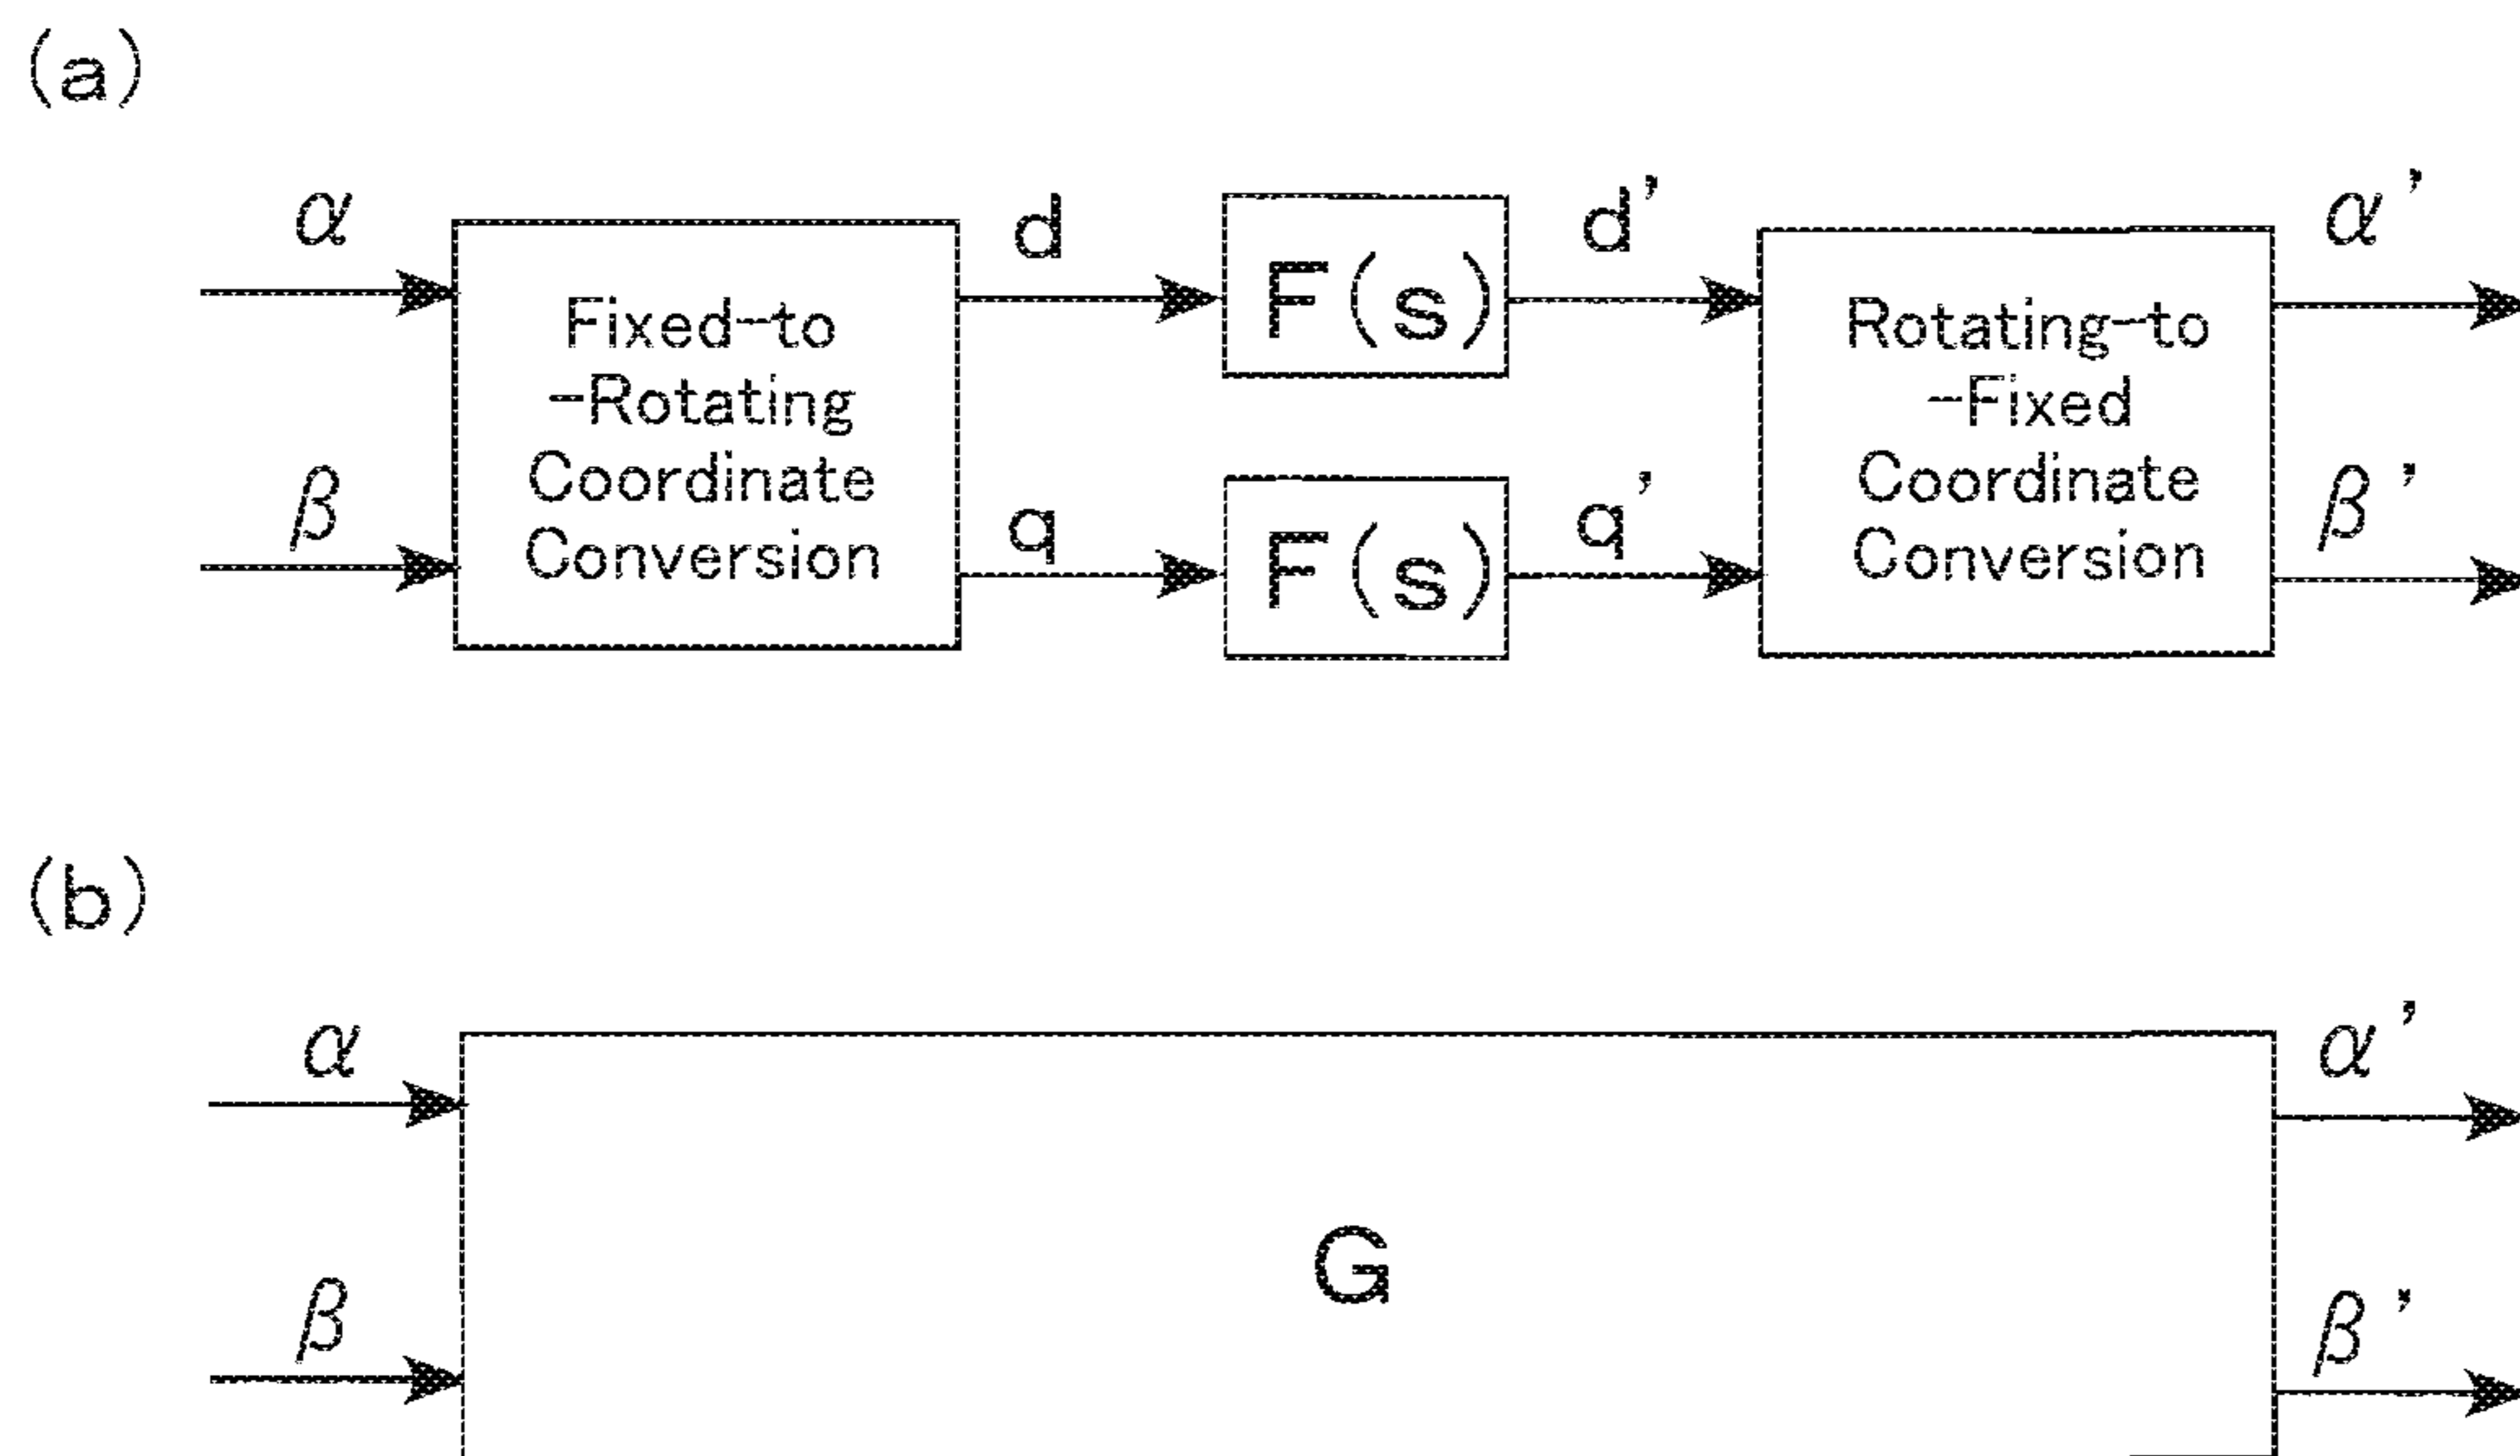 (a)
α
d
F(s)
d'
α'
Fixed-to
-Rotating
Coordinate
Conversion
Rotating-to
-Fixed
Coordinate
Conversion
β
q
F(s)
q'
β'
(b)
α
α'
G
β
β'